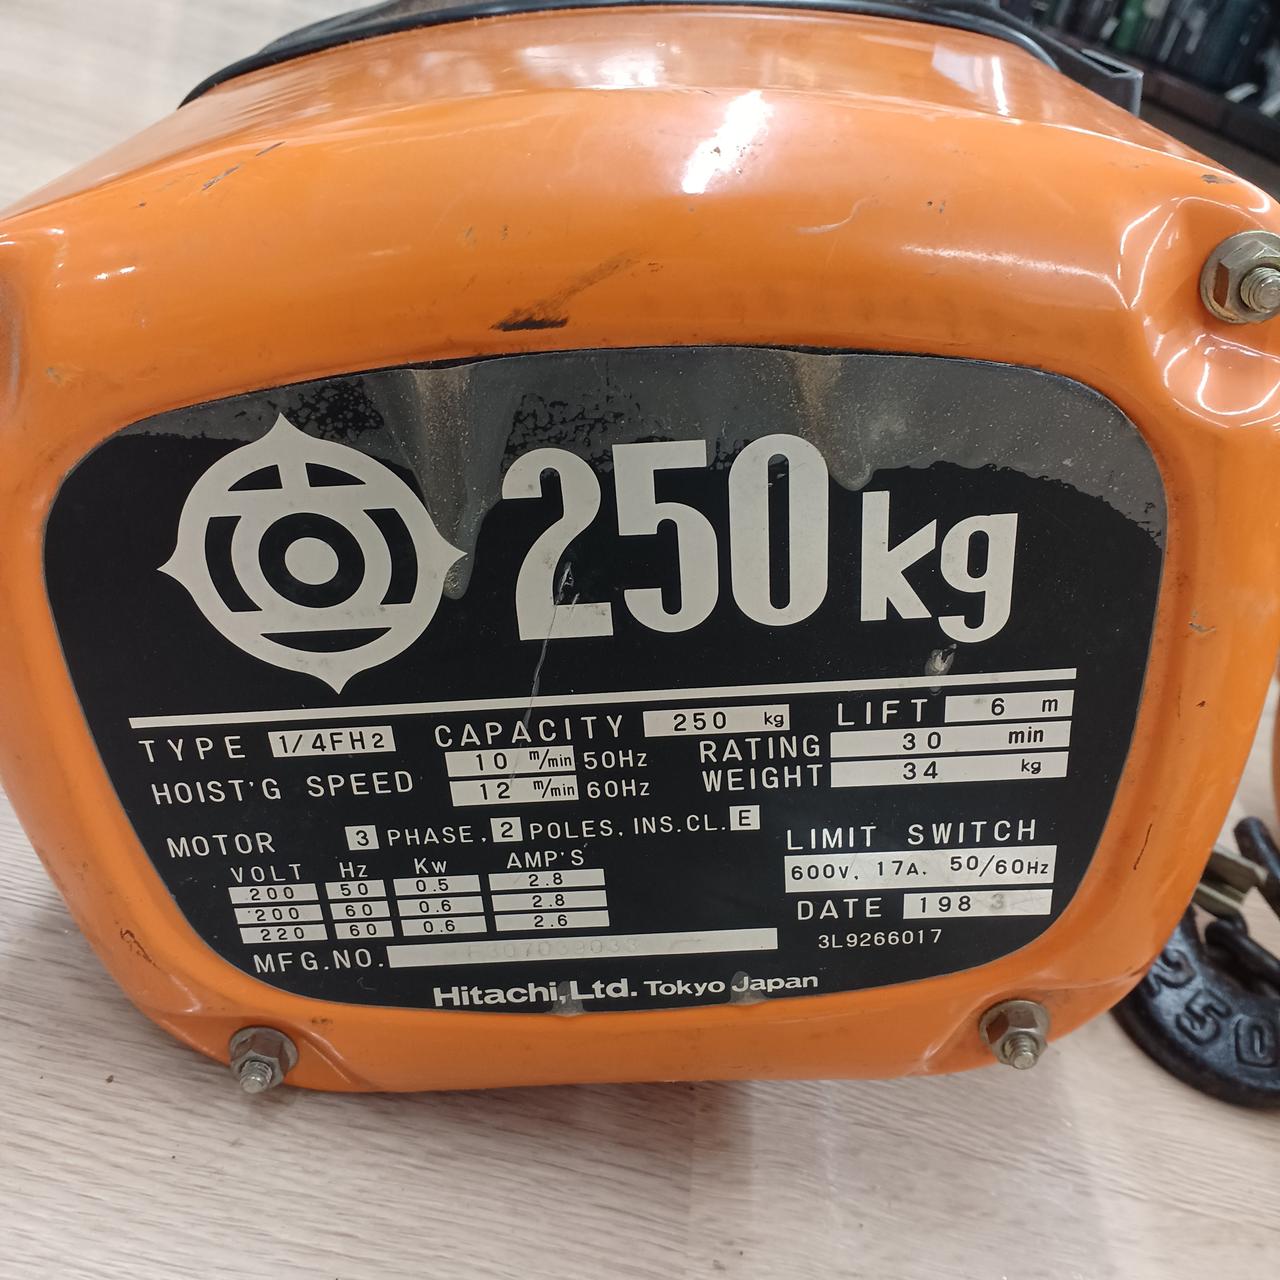 250kg
TYPE 1/4FH2 CAPACITY 250 kg LIFT 6 m
HOIST'G SPEED 10 m/min 50Hz RATING 30 min
12 m/min 60Hz WEIGHT 34 kg
MOTOR 3 PHASE, 2 POLES, INS.CL. E
VOLT Hz Kw AMP'S
200 50 0.5 2.8
200 60 0.6 2.8
220 60 0.6 2.6
LIMIT SWITCH
600v, 17A. 50/60Hz
DATE 198 3
3L9266017
MFG.NO.
Hitachi, Ltd. Tokyo Japan
250